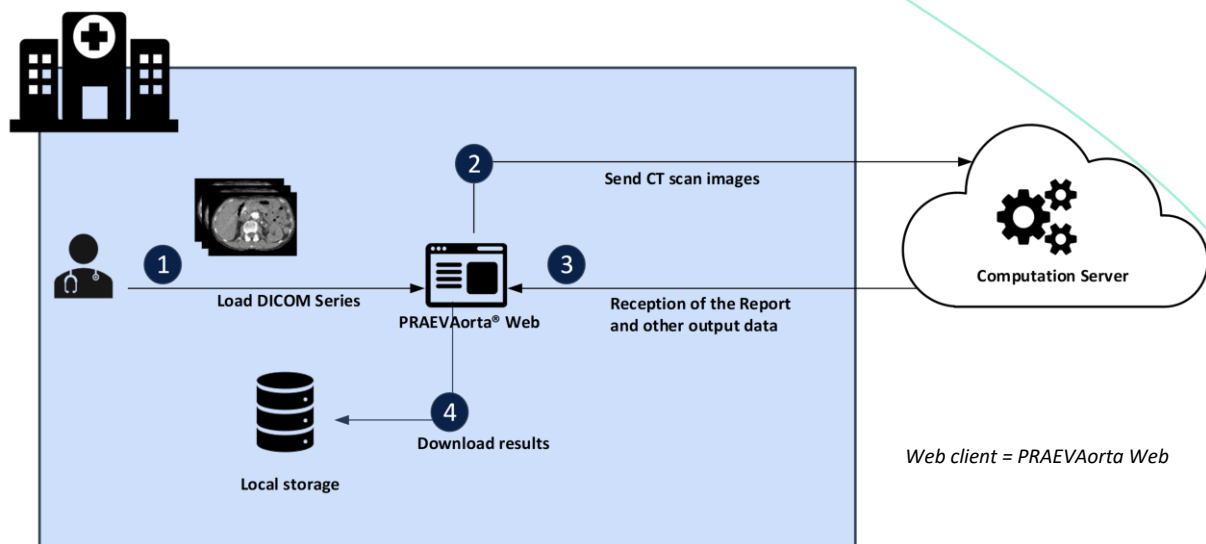 2
Send CT scan images
1
Load DICOM Series
3
Reception of the Report
and other output data
Computation Server
PRAEVAorta® Web
4
Download results
Local storage
Web client = PRAEVAorta Web